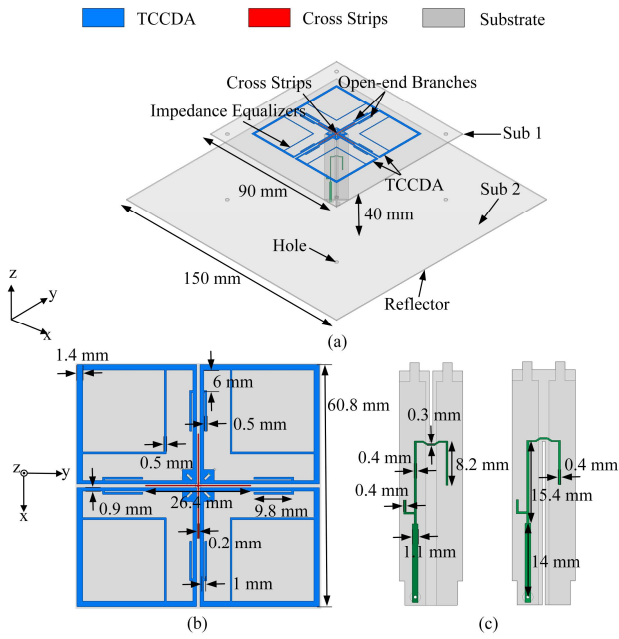 TCCDA
Cross Strips
Substrate
Cross Strips
Open-end Branches
Impedance Equalizers
Sub 1
TCCDA
90 mm
Sub 2
40 mm
Hole
150 mm
Reflector
z
y
x
(a)
1.4 mm
6 mm
0.5 mm
0.5 mm
60.8 mm
z
y
x
0.9 mm
26.4 mm
9.8 mm
0.2 mm
1 mm
(b)
0.3 mm
0.4 mm
8.2 mm
0.4 mm
1.1 mm
0.4 mm
15.4 mm
14 mm
(c)